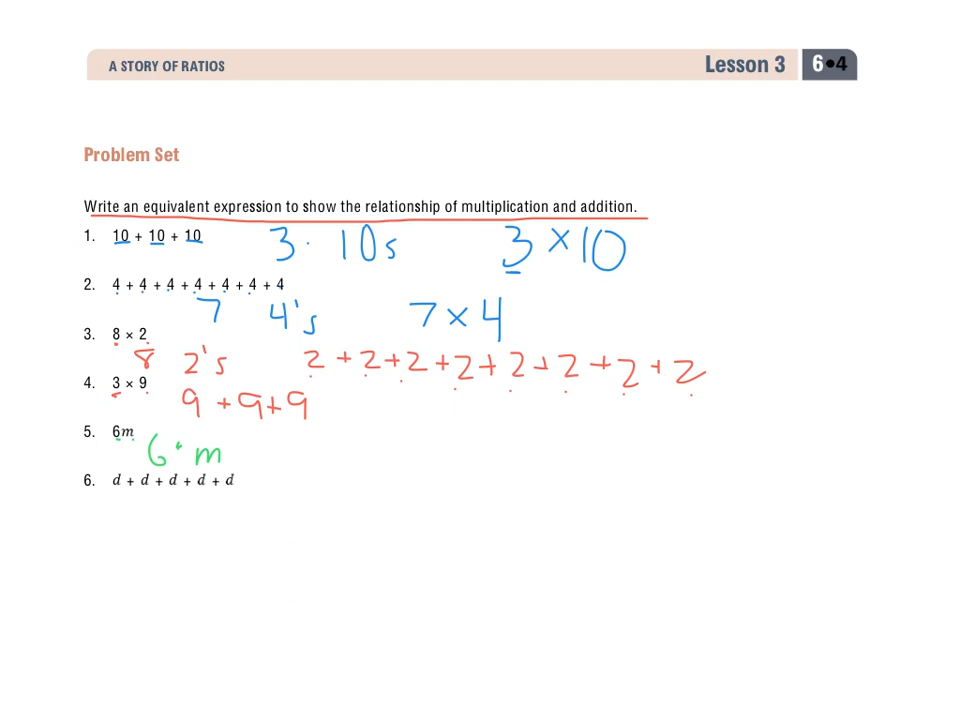 A STORY OF RATIOS
Lesson 3 6•4
Problem Set
Write an equivalent expression to show the relationship of multiplication and addition.
1. 10 + 10 + 10 3 · 10s 3 × 10
2. 4 + 4 + 4 + 4 + 4 + 4 + 4
7 4's 7 × 4
3. 8 × 2
8 2's 2 + 2 + 2 + 2 + 2 + 2 + 2 + 2
4. 3 × 9
9 + 9 + 9
5. 6m
6 · m
6. d + d + d + d + d